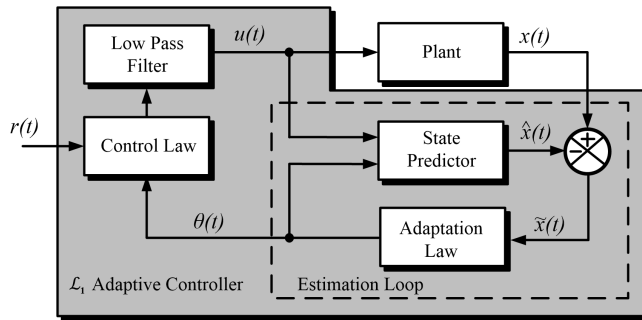 Low Pass
Filter
u(t)
Plant
x(t)
r(t)
Control Law
State
Predictor
x̂(t)
+
−
θ(t)
Adaptation
Law
x̃(t)
ℒ₁ Adaptive Controller
Estimation Loop